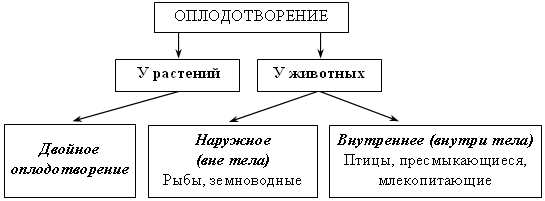 ОПЛОДОТВОРЕНИЕ
У растений
У животных
Двойное
оплодотворение
Наружное
(вне тела)
Рыбы, земноводные
Внутреннее (внутри тела)
Птицы, пресмыкающиеся,
млекопитающие